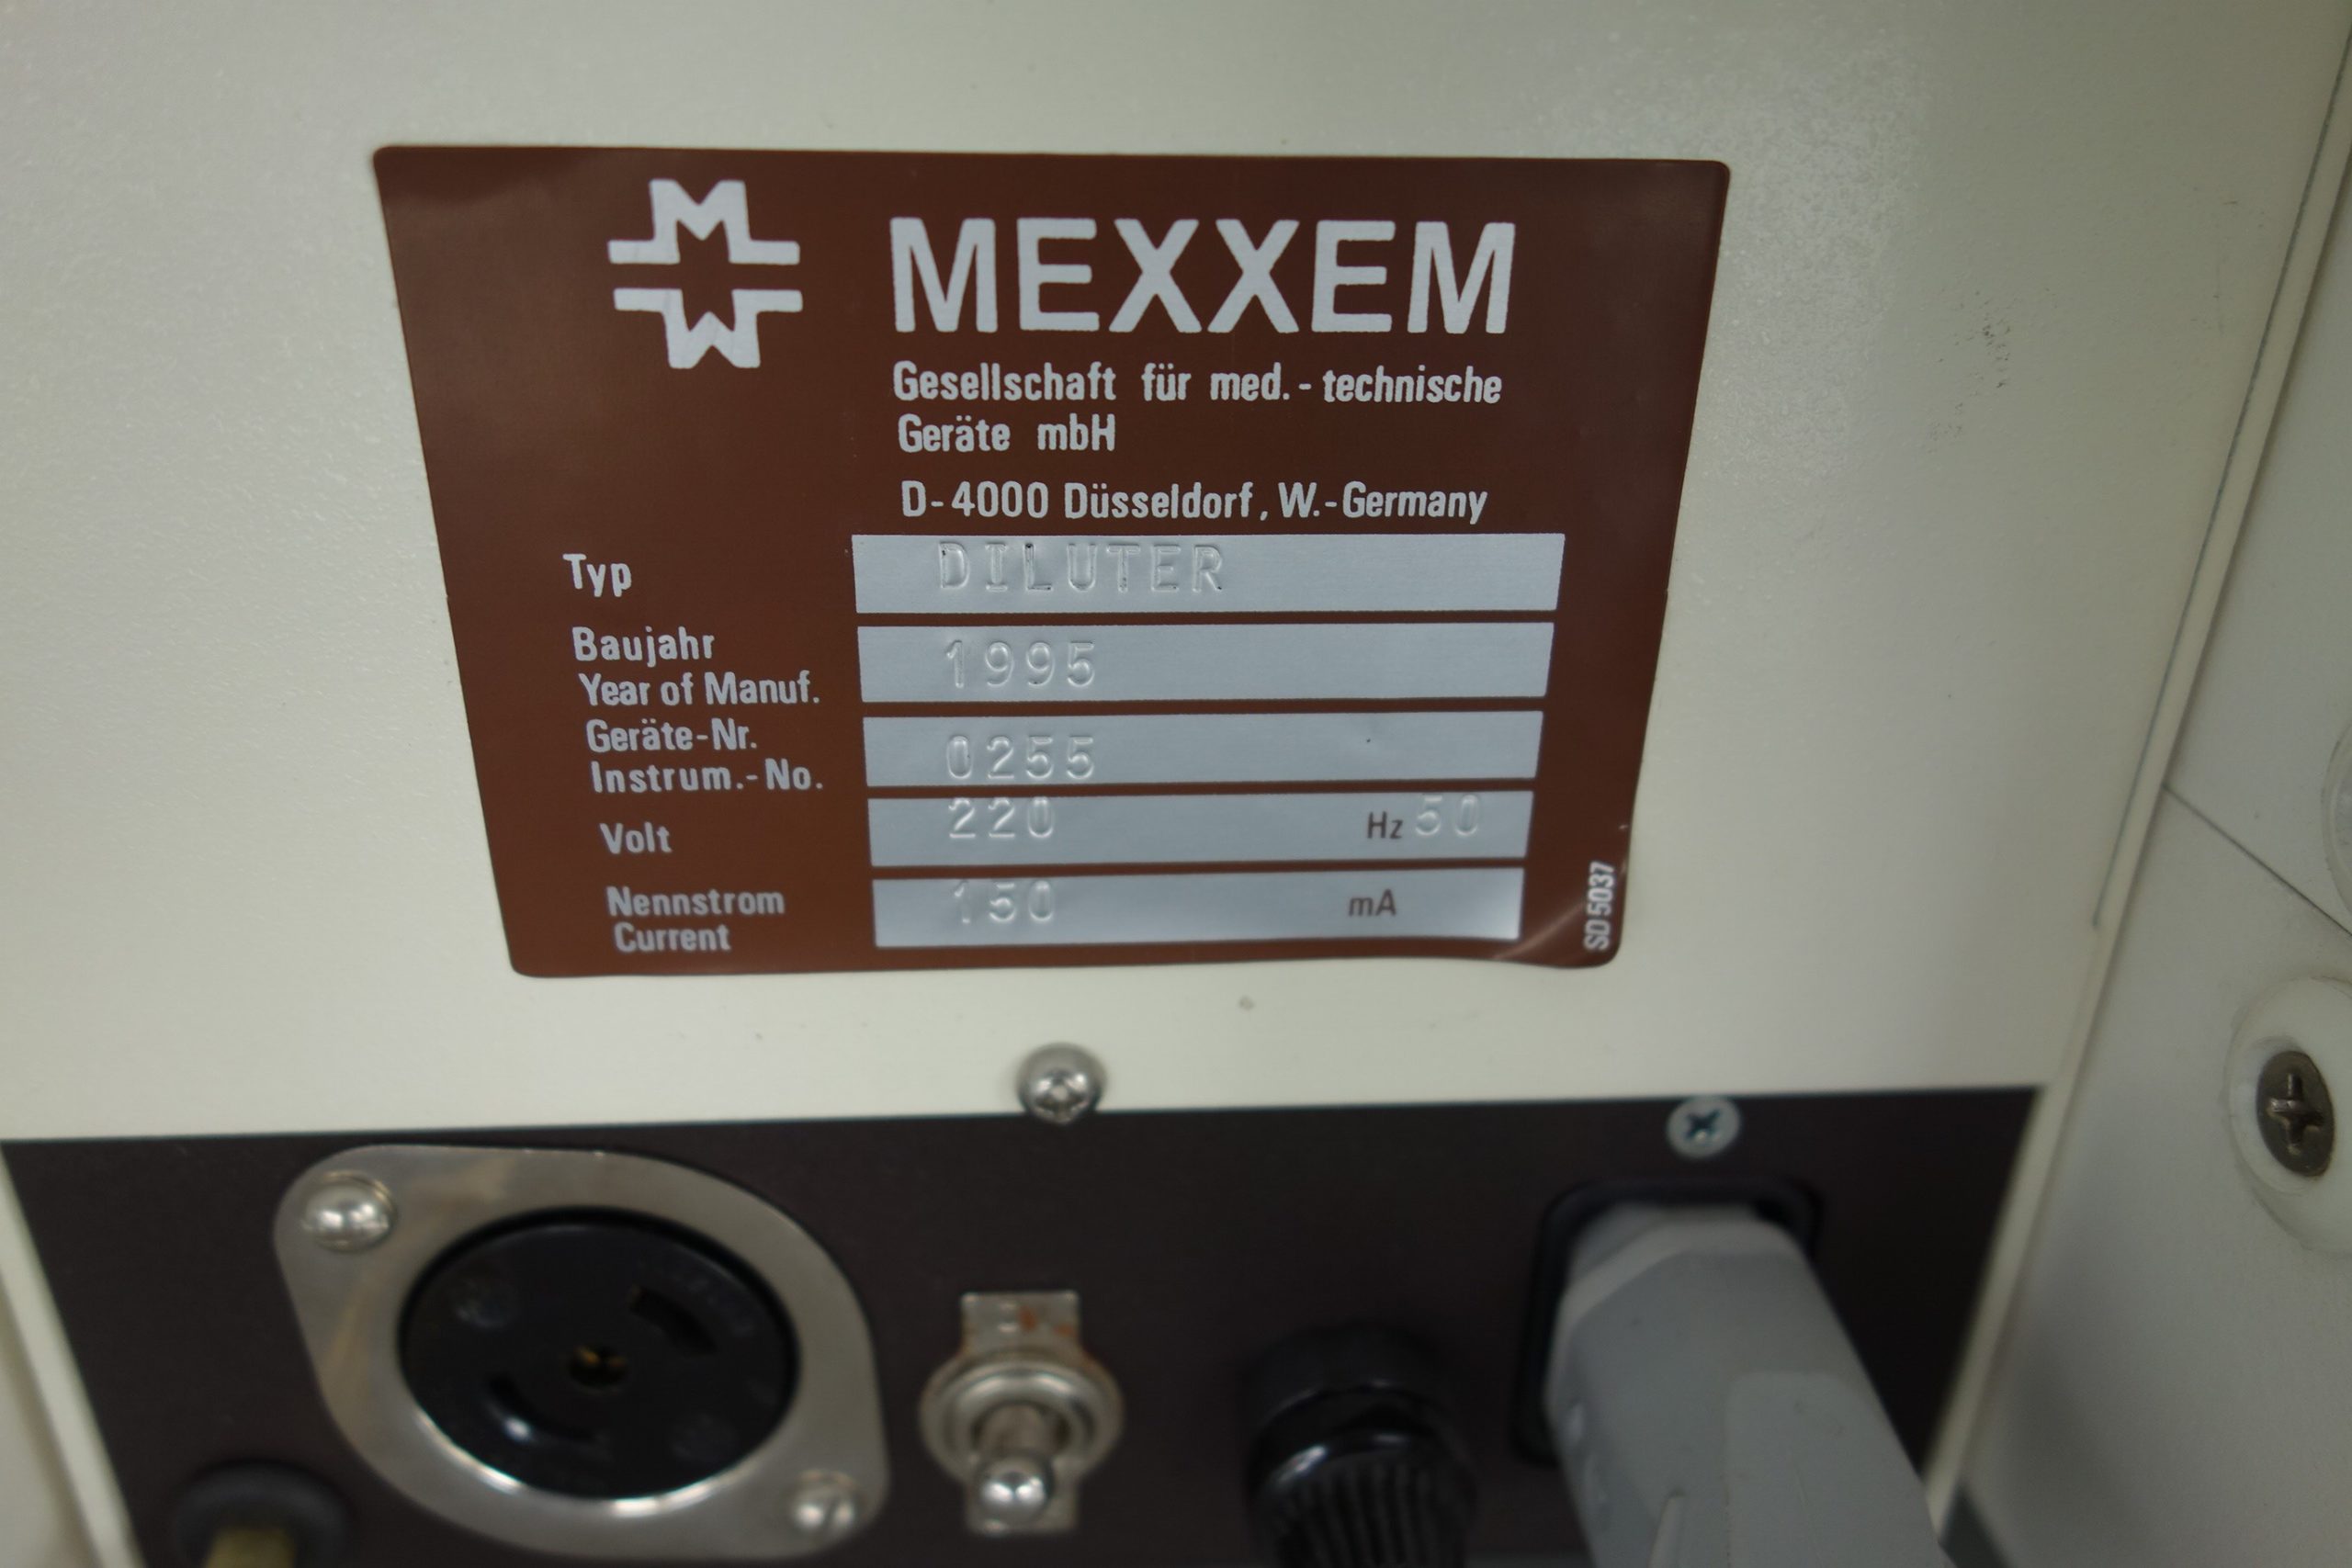 MEXXEM
Gesellschaft für med.-technische
Geräte mbH
D-4000 Düsseldorf, W.-Germany
Typ DILUTER
Baujahr
Year of Manuf. 1995
Geräte-Nr.
Instrum.-No. 0255
Volt 220 Hz 50
Nennstrom
Current 150 mA
SD 5037